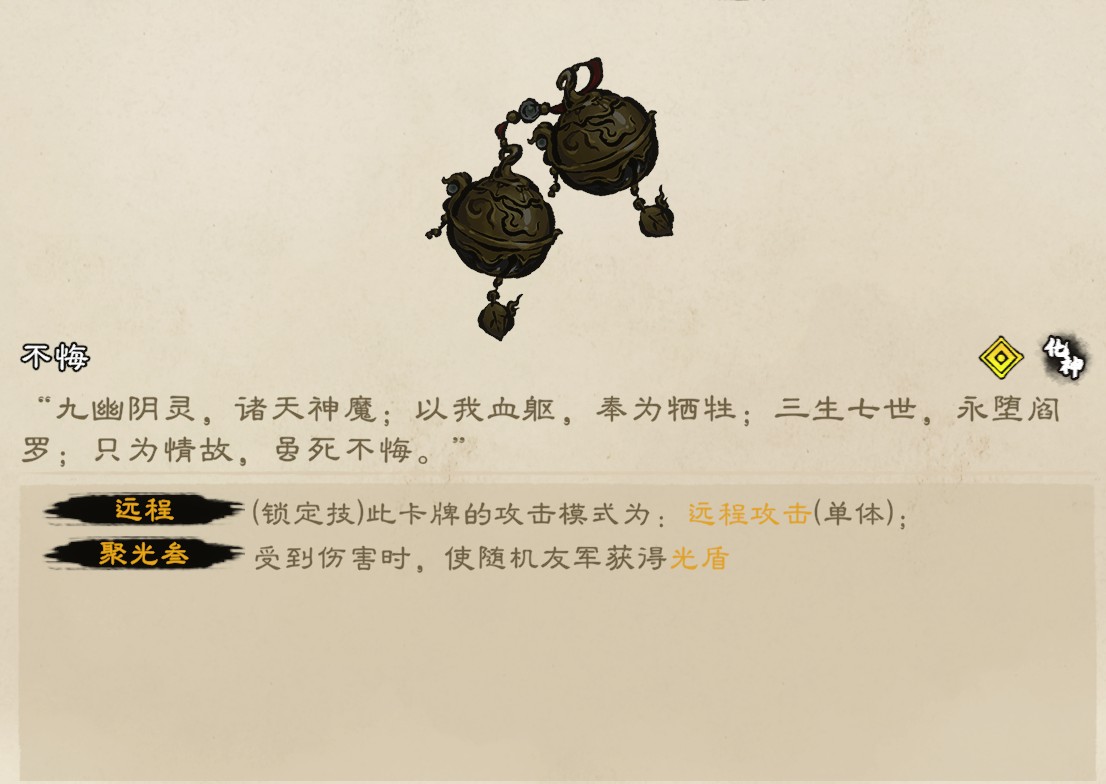 不悔
化神
“九幽阴灵，诸天神魔；以我血躯，奉为牺牲；三生七世，永堕阎
罗；只为情故，虽死不悔。”
远程 (锁定技)此卡牌的攻击模式为：远程攻击(单体)；
聚光叁 受到伤害时，使随机友军获得光盾